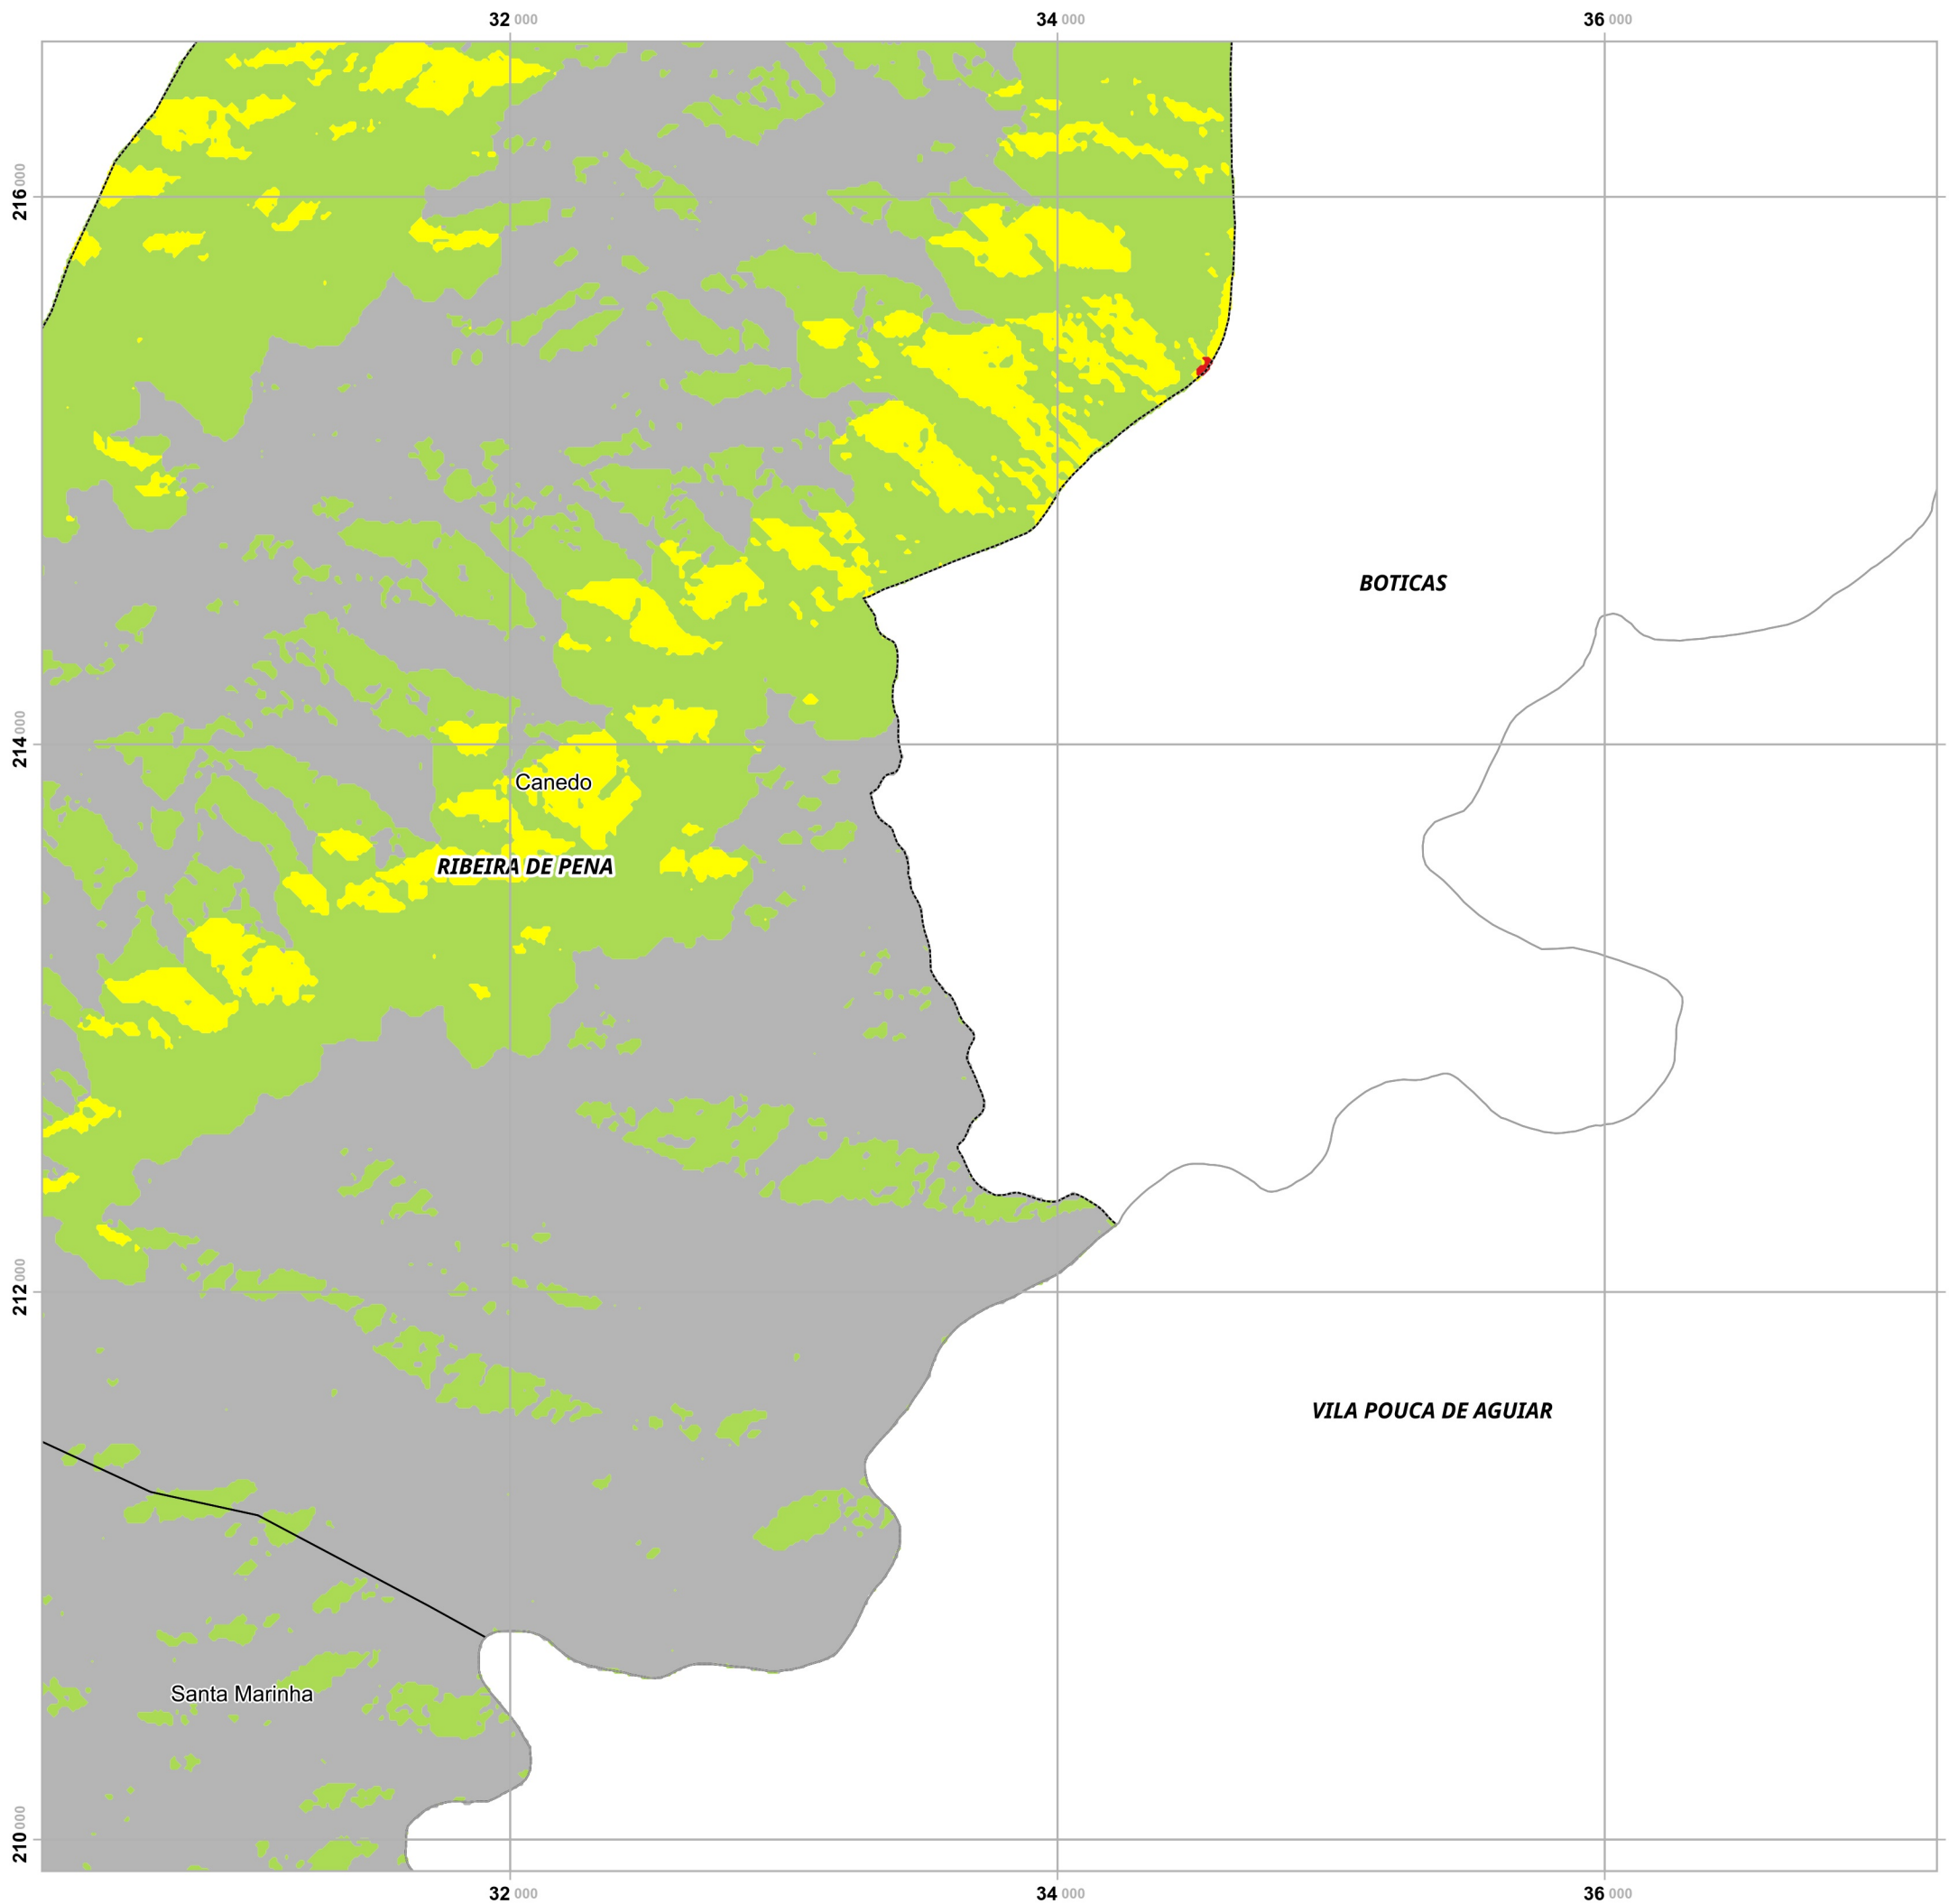 32 000
34 000
36 000
216 000
BOTICAS
214 000
Canedo
RIBEIRA DE PENA
212 000
VILA POUCA DE AGUIAR
Santa Marinha
210 000
32 000
34 000
36 000